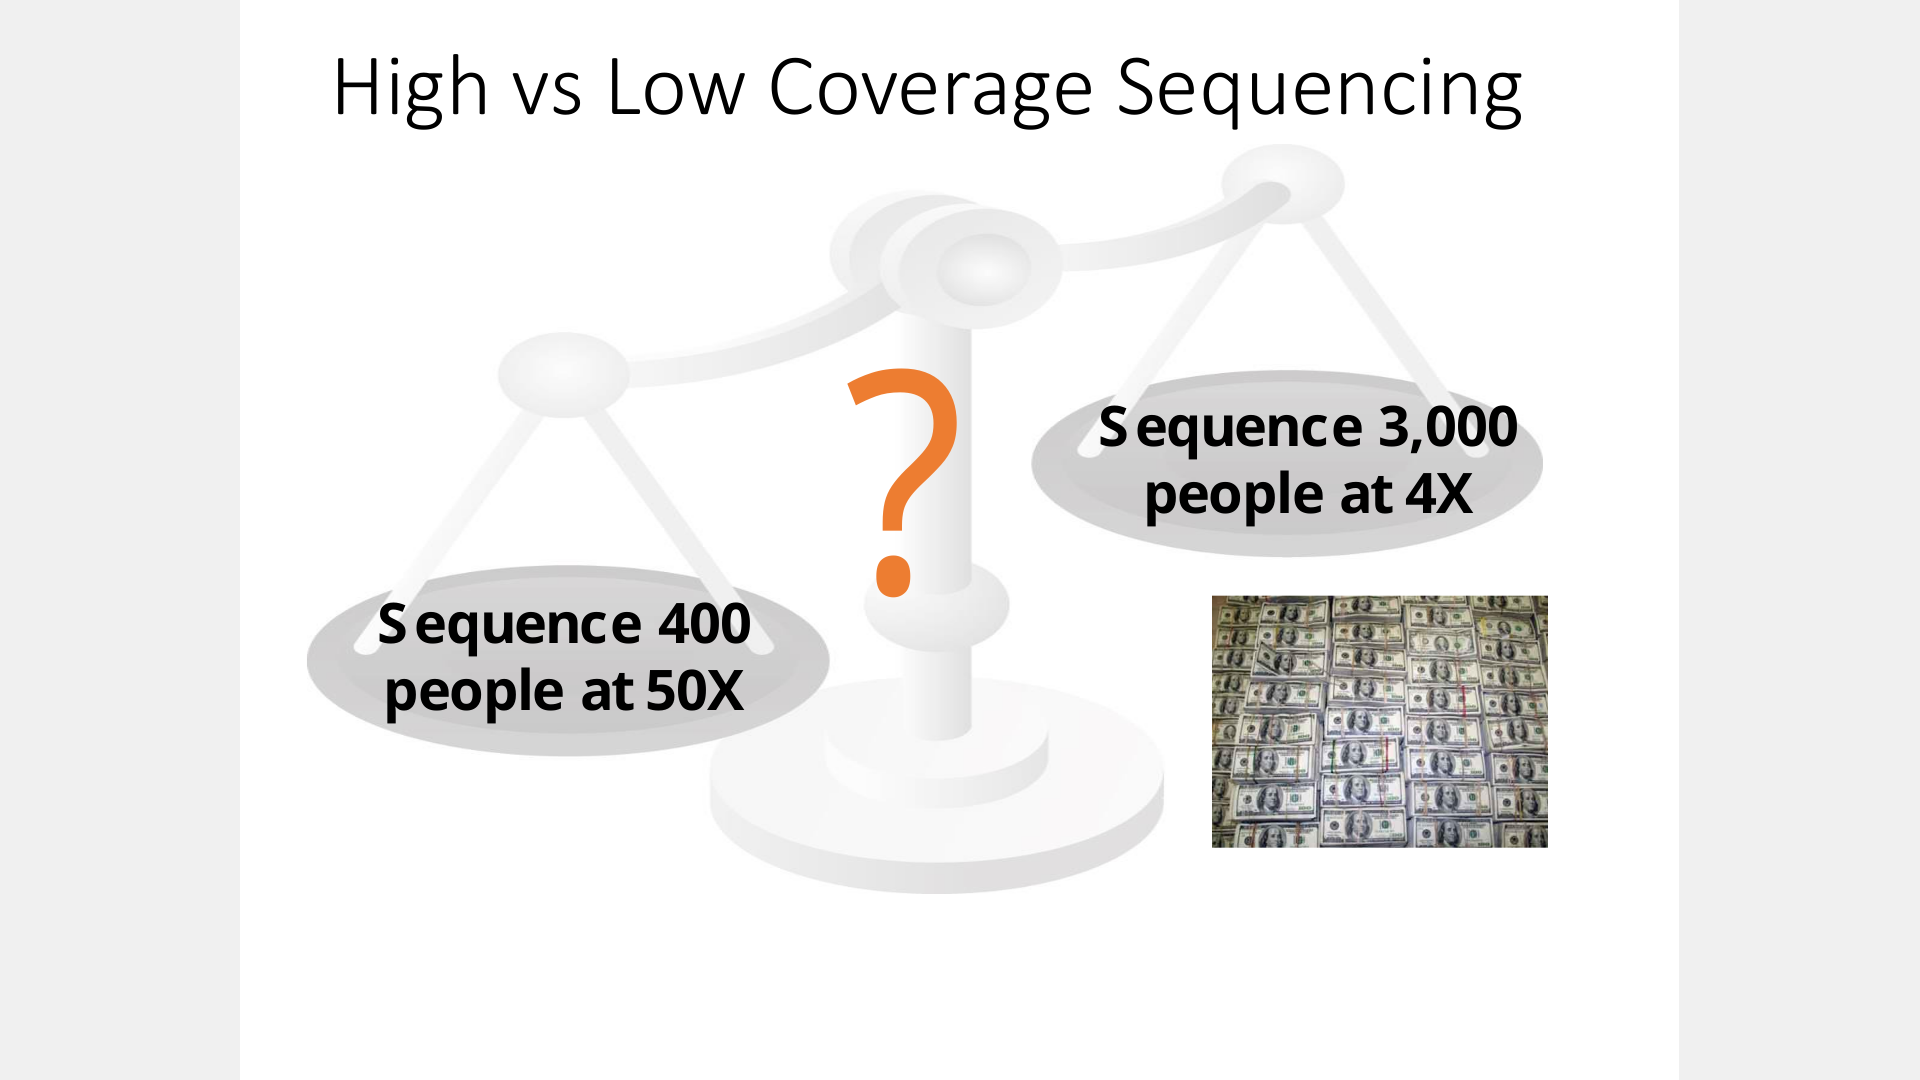 High vs Low Coverage Sequencing
?
Sequence 3,000
people at 4X
Sequence 400
people at 50X